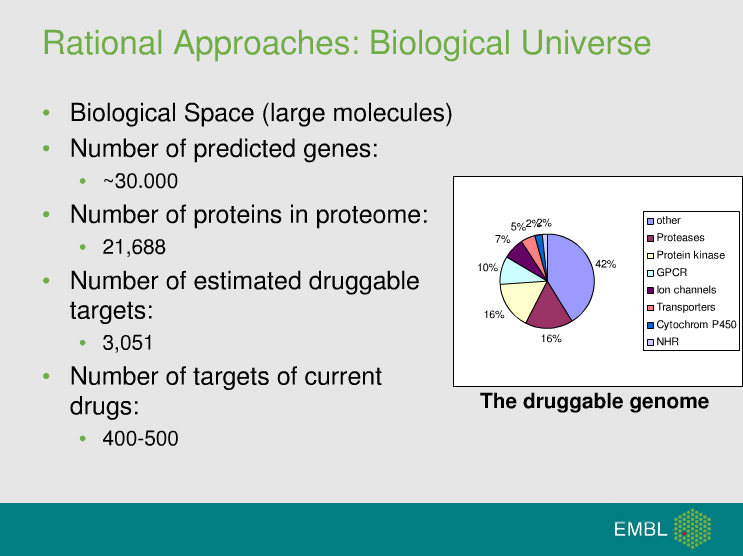 Rational Approaches: Biological Universe
• Biological Space (large molecules)
• Number of predicted genes:
• ~30.000
• Number of proteins in proteome:
• 21,688
• Number of estimated druggable
targets:
• 3,051
• Number of targets of current
drugs:
• 400-500
42%
16%
16%
10%
7%
5%
2%
2%
other
Proteases
Protein kinase
GPCR
Ion channels
Transporters
Cytochrom P450
NHR
The druggable genome
EMBL